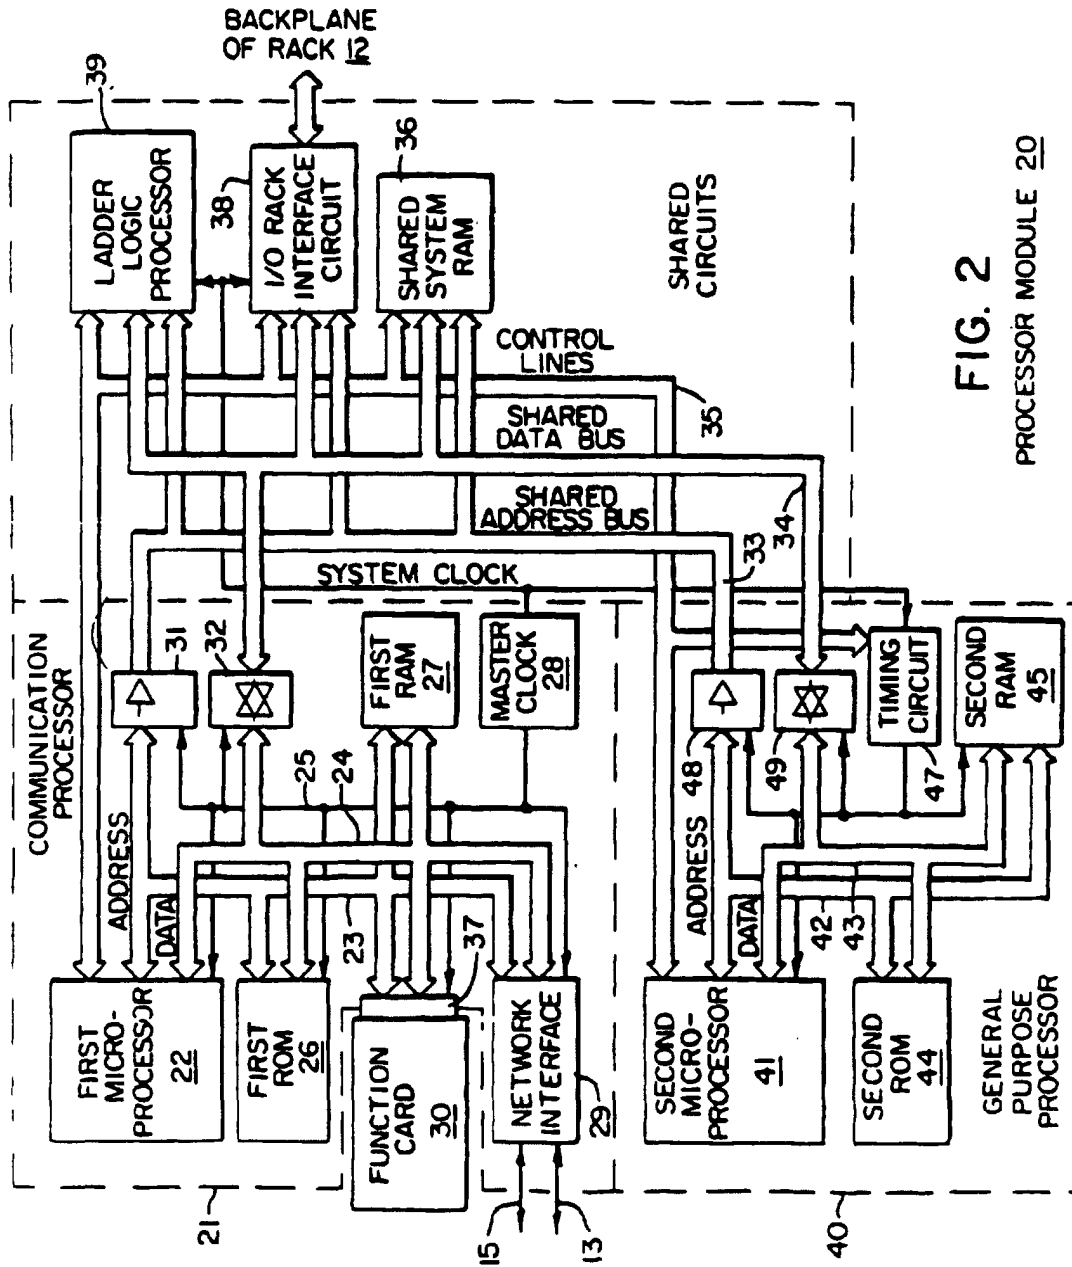 COMMUNICATION
PROCESSOR
21
FIRST
MICRO-
PROCESSOR
22
ADDRESS
DATA
FIRST
ROM
26
23
25
24
31
32
FIRST
RAM
27
FUNCTION
CARD
30
37
MASTER
CLOCK
28
NETWORK
INTERFACE
29
15
13
SYSTEM CLOCK
SHARED
ADDRESS BUS
SHARED
DATA BUS
CONTROL
LINES
33
34
35
LADDER
LOGIC
PROCESSOR
39
I/O RACK
INTERFACE
CIRCUIT
38
BACKPLANE
OF RACK 12
SHARED
SYSTEM
RAM
36
SHARED
CIRCUITS
40
SECOND
MICRO-
PROCESSOR
41
ADDRESS
DATA
42
43
48
49
SECOND
ROM
44
TIMING
CIRCUIT
47
SECOND
RAM
45
GENERAL
PURPOSE
PROCESSOR
FIG. 2
PROCESSOR MODULE 20